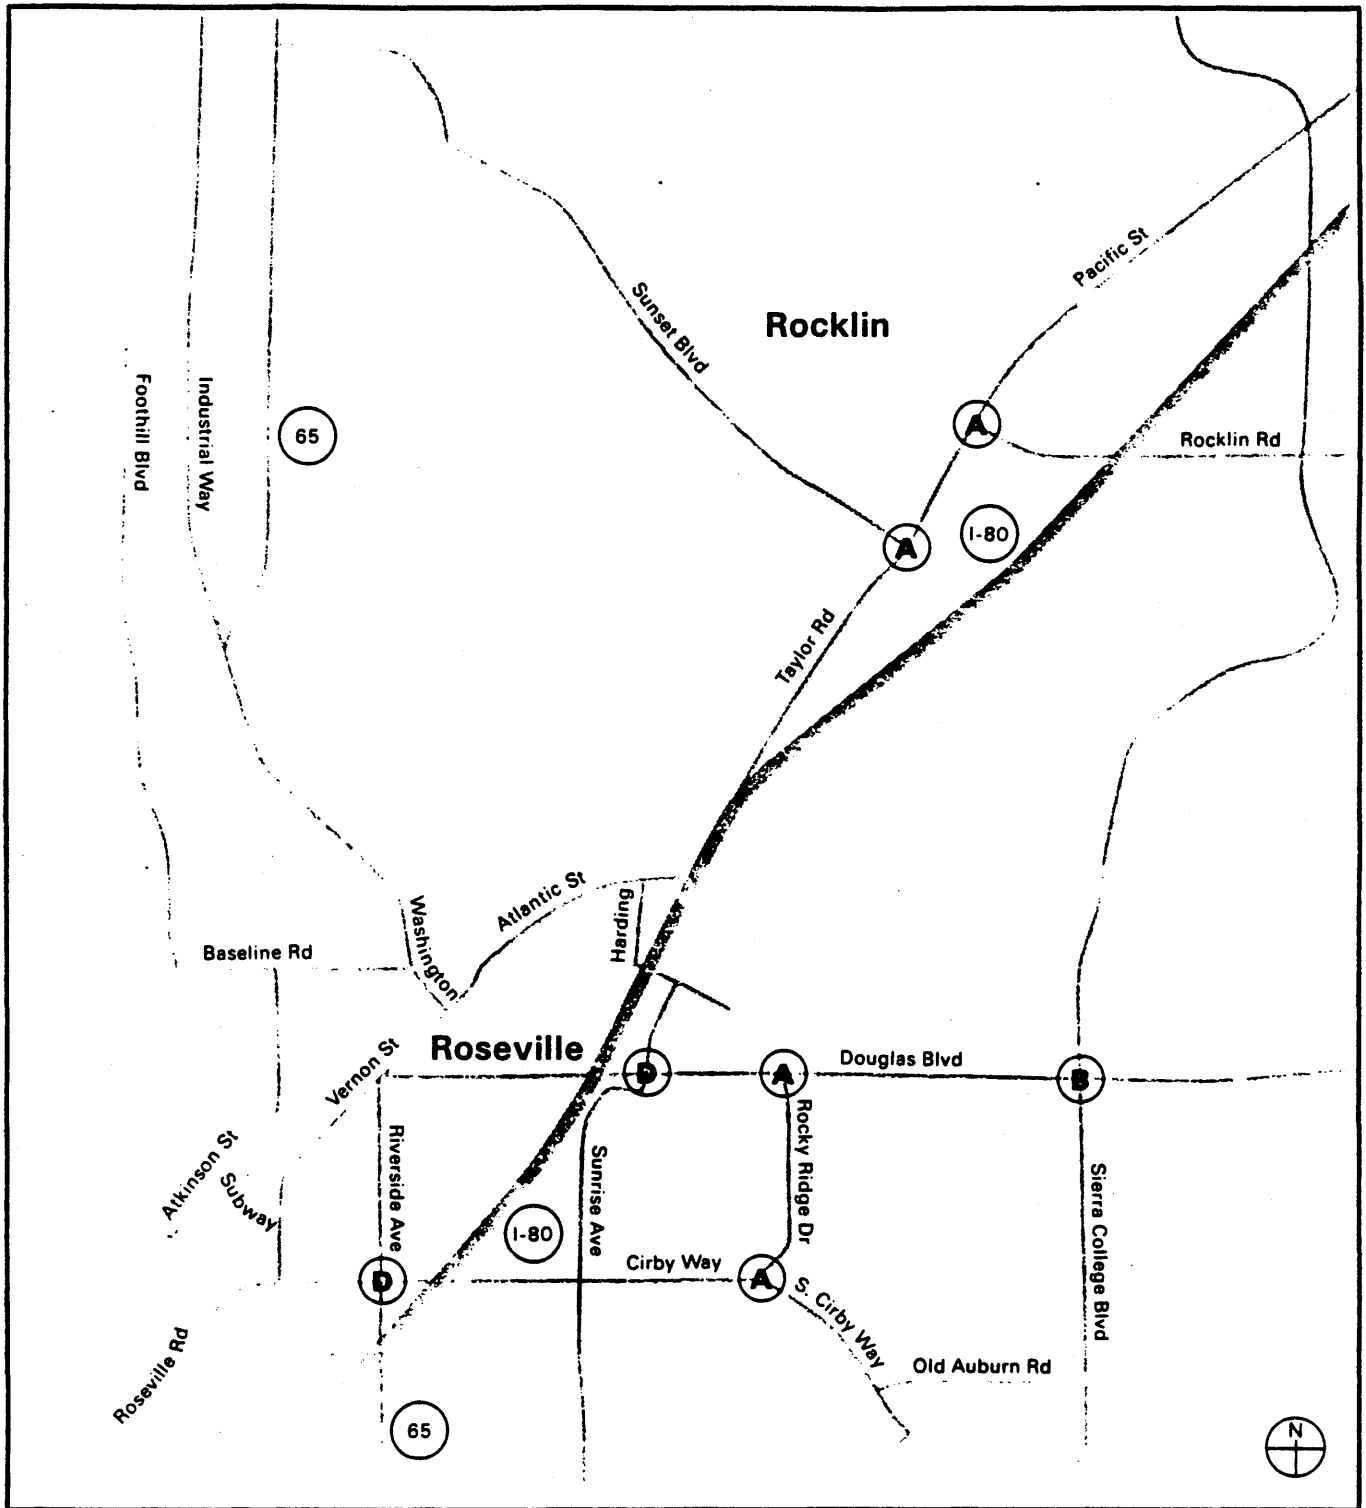 Pacific St
Sunset Blvd
Rocklin
Foothill Blvd
Industrial Way
65
A
Rocklin Rd
A
I-80
Taylor Rd
Atlantic St
Harding
Washington
Baseline Rd
Roseville
Vernon St
D
A
Douglas Blvd
B
Atkinson St
Subway
Riverside Ave
Sunrise Ave
Rocky Ridge Dr
Sierra College Blvd
I-80
D
Cirby Way
A
S. Cirby Way
Roseville Rd
Old Auburn Rd
65
N